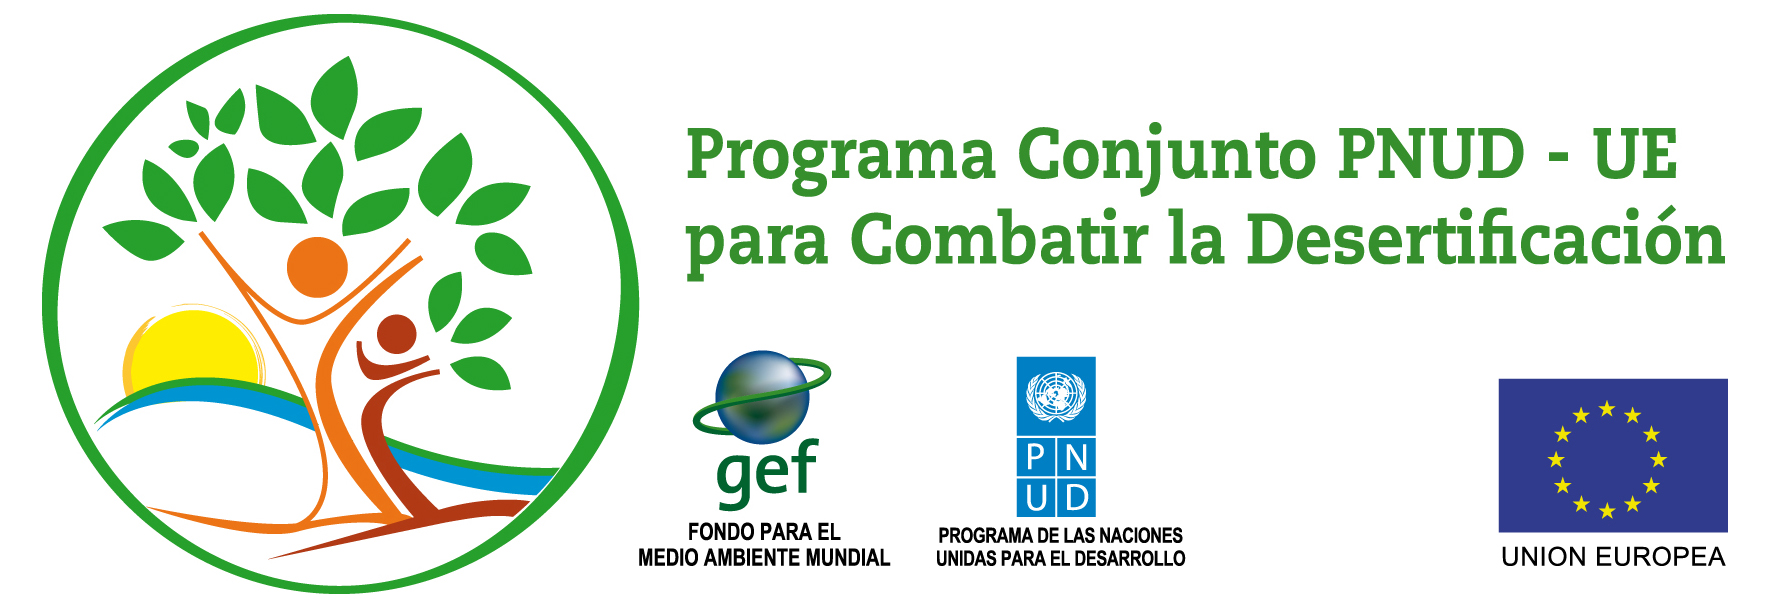 Programa Conjunto PNUD - UE
para Combatir la Desertificación
gef
FONDO PARA EL
MEDIO AMBIENTE MUNDIAL
P N
U D
PROGRAMA DE LAS NACIONES
UNIDAS PARA EL DESARROLLO
UNION EUROPEA